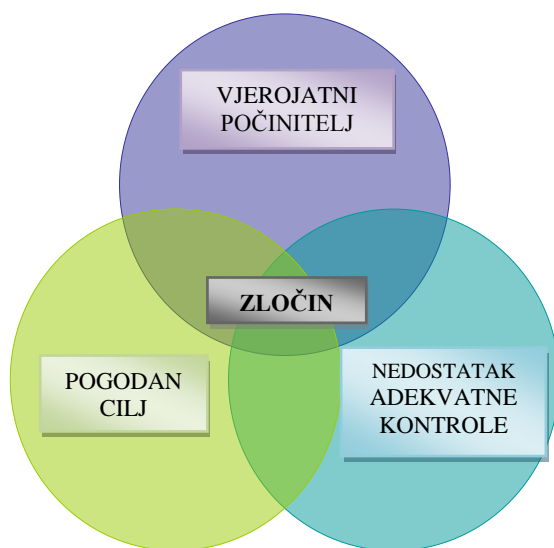 VJEROJATNI
POČINITELJ
ZLOČIN
POGODAN
CILJ
NEDOSTATAK
ADEKVATNE
KONTROLE